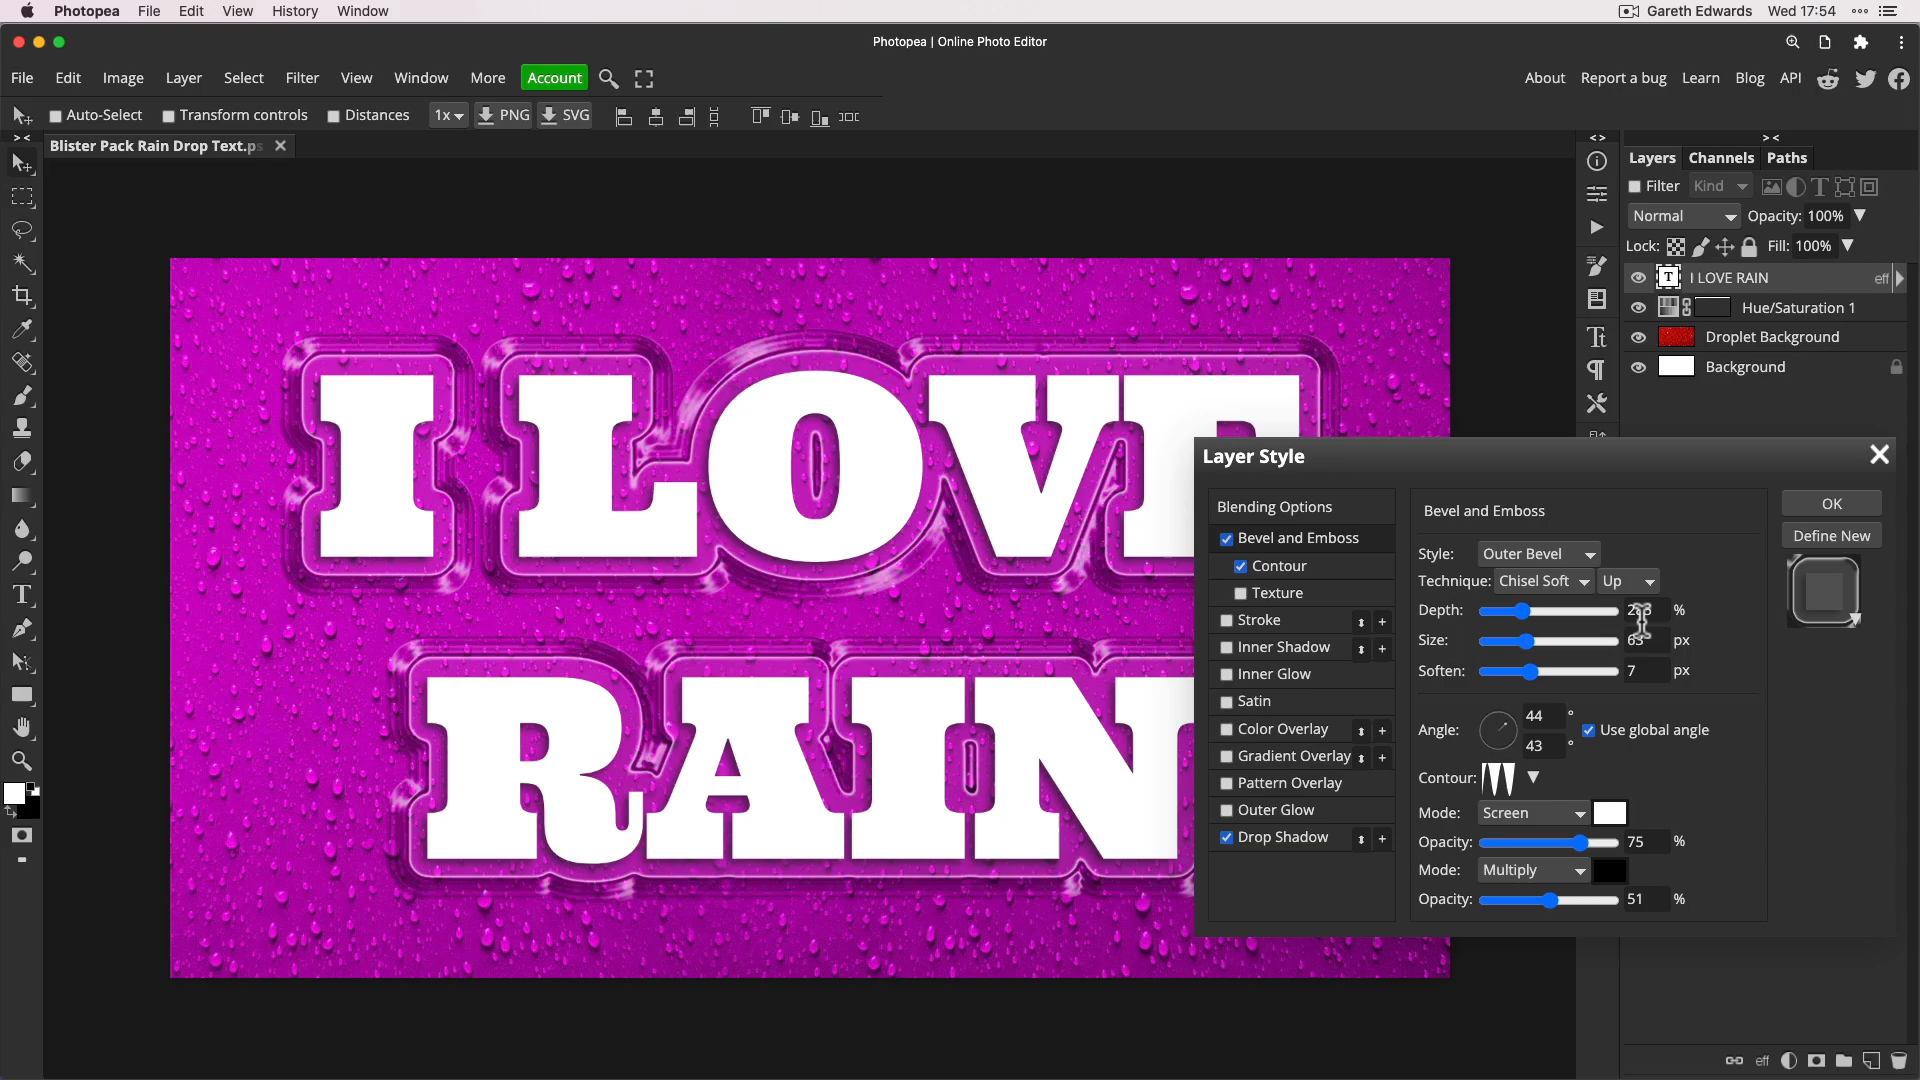 Photopea File Edit View History Window
Gareth Edwards Wed 17:54
Photopea | Online Photo Editor
File Edit Image Layer Select Filter View Window More Account
About Report a bug Learn Blog API
Auto-Select Transform controls Distances 1x PNG SVG
Blister Pack Rain Drop Text.ps
Layers Channels Paths
Filter Kind
Normal Opacity: 100%
Lock: Fill: 100%
T I LOVE RAIN eff
Hue/Saturation 1
Droplet Background
Background
I LOVE
RAIN
Layer Style
Blending Options
Bevel and Emboss
Contour
Texture
Stroke
Inner Shadow
Inner Glow
Satin
Color Overlay
Gradient Overlay
Pattern Overlay
Outer Glow
Drop Shadow
Bevel and Emboss
Style: Outer Bevel
Technique: Chisel Soft Up
Depth: %
Size: 63 px
Soften: 7 px
Angle: 44 °
43 °
Use global angle
Contour:
Mode: Screen
Opacity: 75 %
Mode: Multiply
Opacity: 51 %
OK
Define New
eff